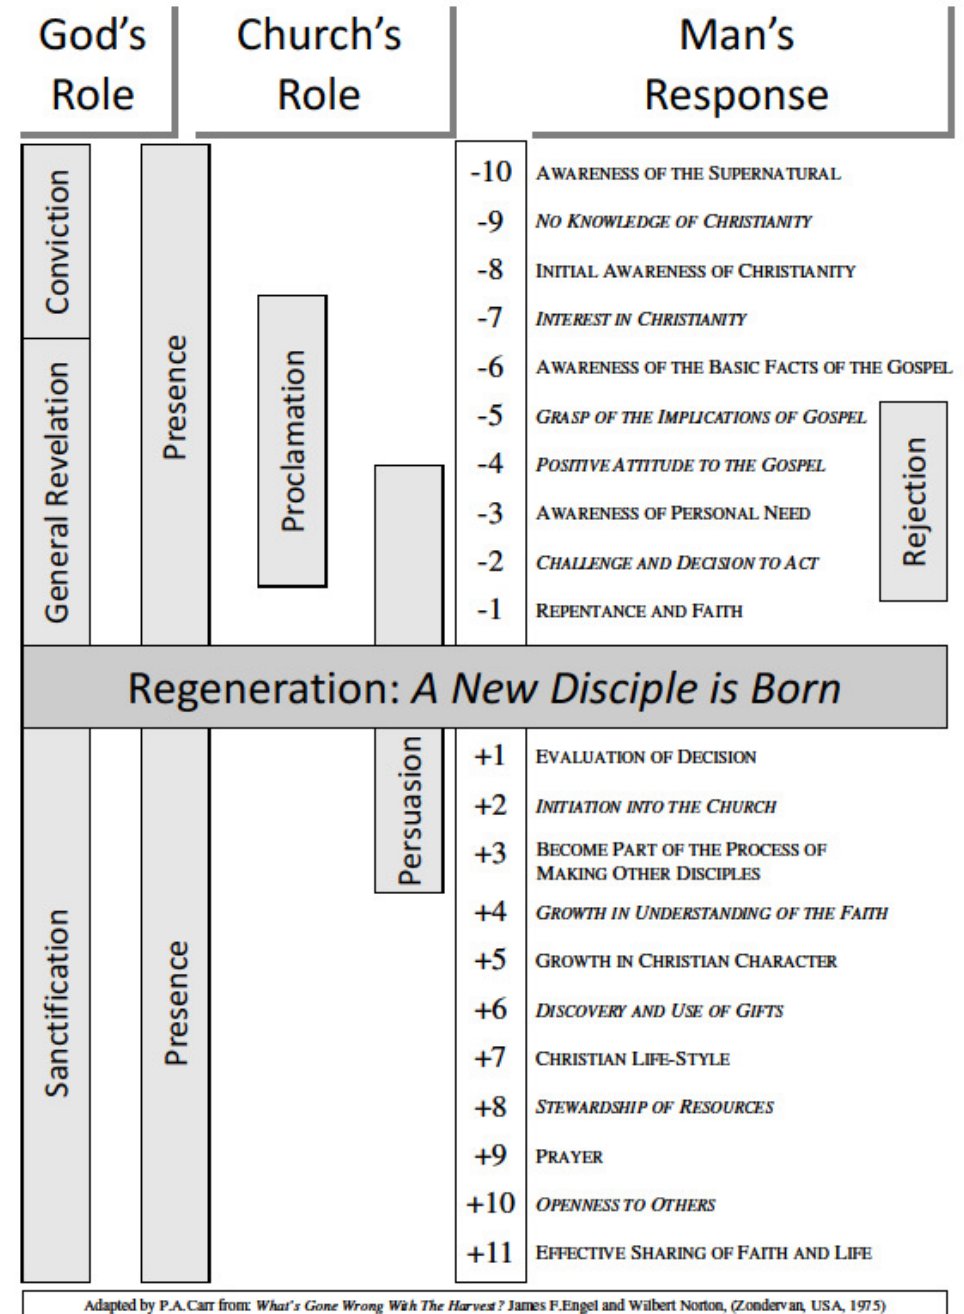 God's
Role
Church's
Role
Man's
Response
Conviction
General Revelation
Presence
Proclamation
-10 AWARENESS OF THE SUPERNATURAL
-9 NO KNOWLEDGE OF CHRISTIANITY
-8 INITIAL AWARENESS OF CHRISTIANITY
-7 INTEREST IN CHRISTIANITY
-6 AWARENESS OF THE BASIC FACTS OF THE GOSPEL
-5 GRASP OF THE IMPLICATIONS OF GOSPEL
-4 POSITIVE ATTITUDE TO THE GOSPEL
-3 AWARENESS OF PERSONAL NEED
-2 CHALLENGE AND DECISION TO ACT
-1 REPENTANCE AND FAITH
Rejection
Regeneration: A New Disciple is Born
Sanctification
Presence
Persuasion
+1 EVALUATION OF DECISION
+2 INITIATION INTO THE CHURCH
+3 BECOME PART OF THE PROCESS OF
MAKING OTHER DISCIPLES
+4 GROWTH IN UNDERSTANDING OF THE FAITH
+5 GROWTH IN CHRISTIAN CHARACTER
+6 DISCOVERY AND USE OF GIFTS
+7 CHRISTIAN LIFE-STYLE
+8 STEWARDSHIP OF RESOURCES
+9 PRAYER
+10 OPENNESS TO OTHERS
+11 EFFECTIVE SHARING OF FAITH AND LIFE
Adapted by P.A.Carr from: What's Gone Wrong With The Harvest? James F.Engel and Wilbert Norton, (Zondervan, USA, 1975)